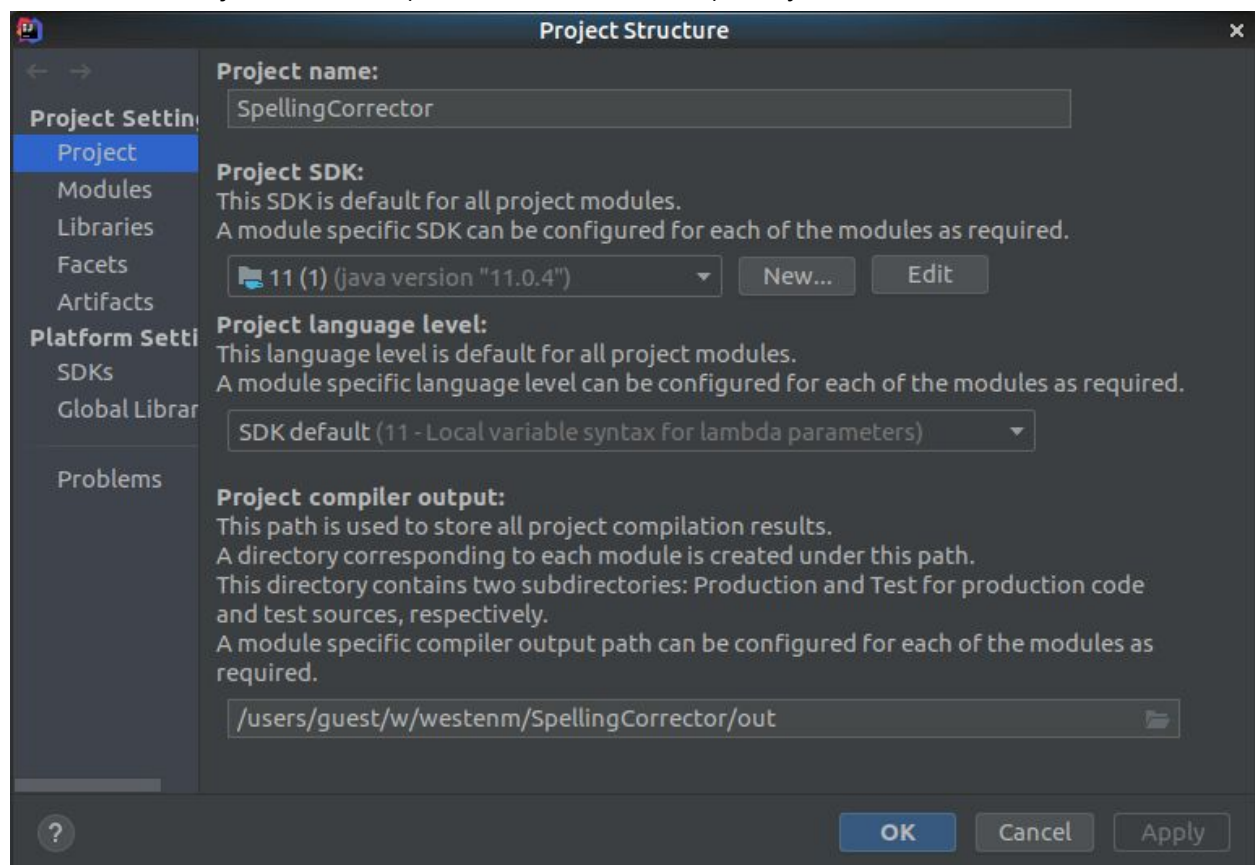 Project Structure
Project Settin
Project
Modules
Libraries
Facets
Artifacts
Platform Setti
SDKs
Global Librar
Problems
Project name:
SpellingCorrector
Project SDK:
This SDK is default for all project modules.
A module specific SDK can be configured for each of the modules as required.
11 (1) (java version "11.0.4")
New...
Edit
Project language level:
This language level is default for all project modules.
A module specific language level can be configured for each of the modules as required.
SDK default (11 - Local variable syntax for lambda parameters)
Project compiler output:
This path is used to store all project compilation results.
A directory corresponding to each module is created under this path.
This directory contains two subdirectories: Production and Test for production code
and test sources, respectively.
A module specific compiler output path can be configured for each of the modules as
required.
/users/guest/w/westenm/SpellingCorrector/out
?
OK
Cancel
Apply